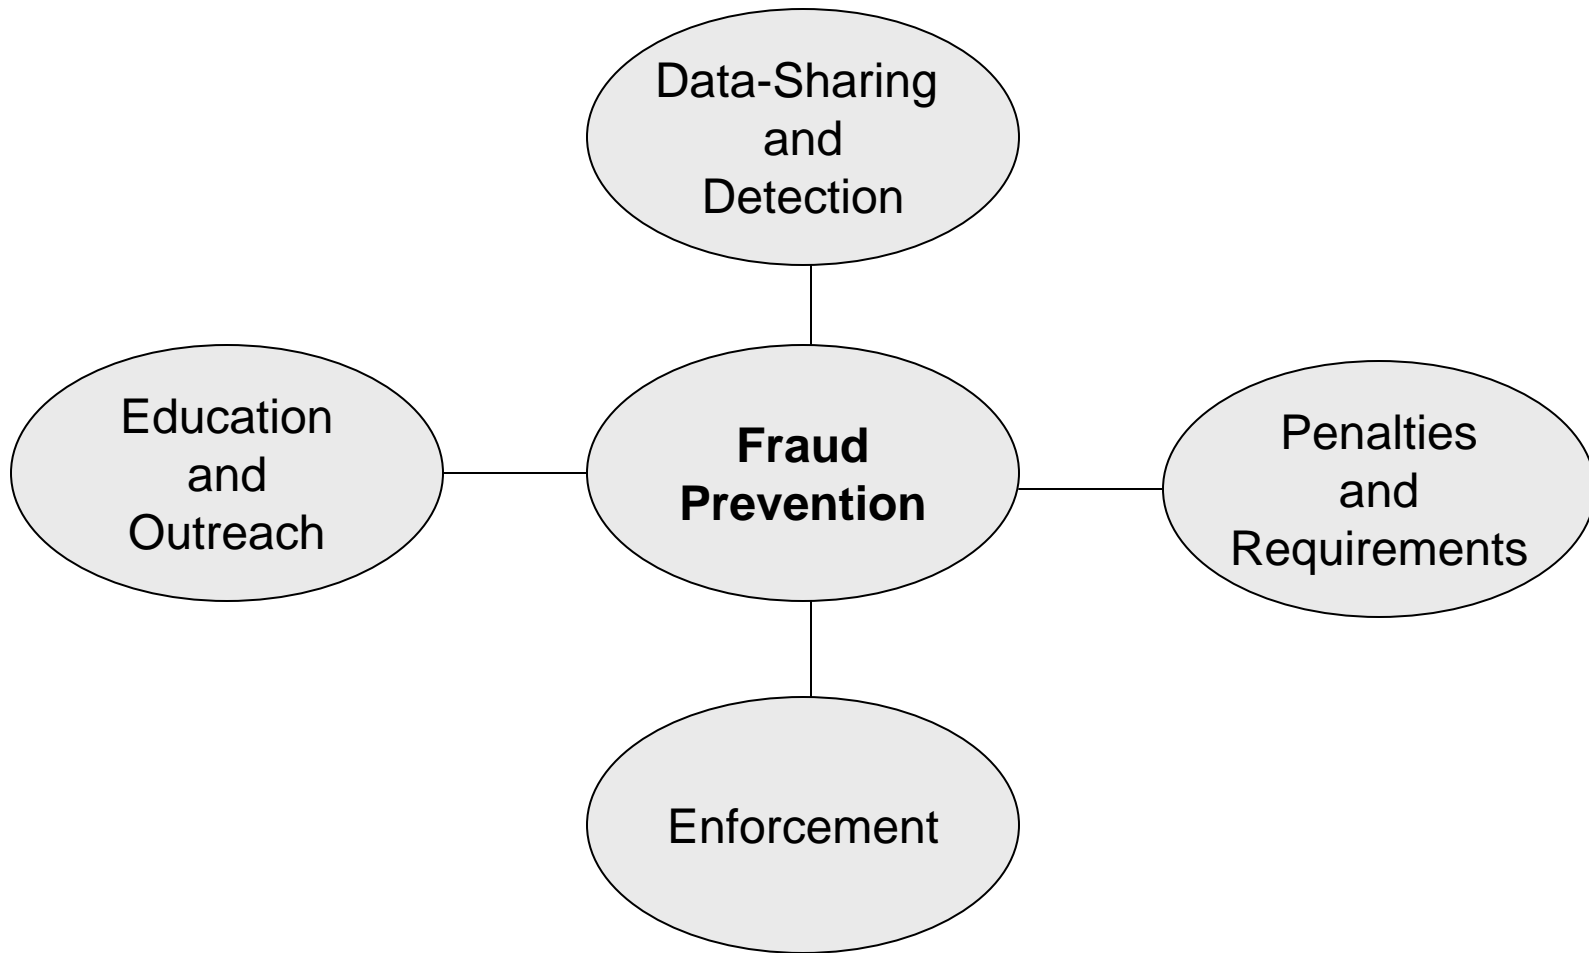 Data-Sharing
and
Detection
Education
and
Outreach
Fraud
Prevention
Penalties
and
Requirements
Enforcement